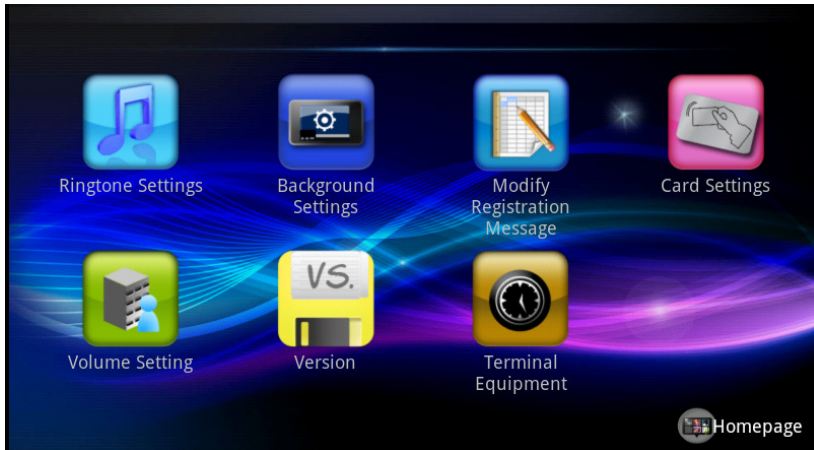 Ringtone Settings
Background
Settings
Modify
Registration
Message
Card Settings
Volume Setting
VS.
Version
Terminal
Equipment
Homepage